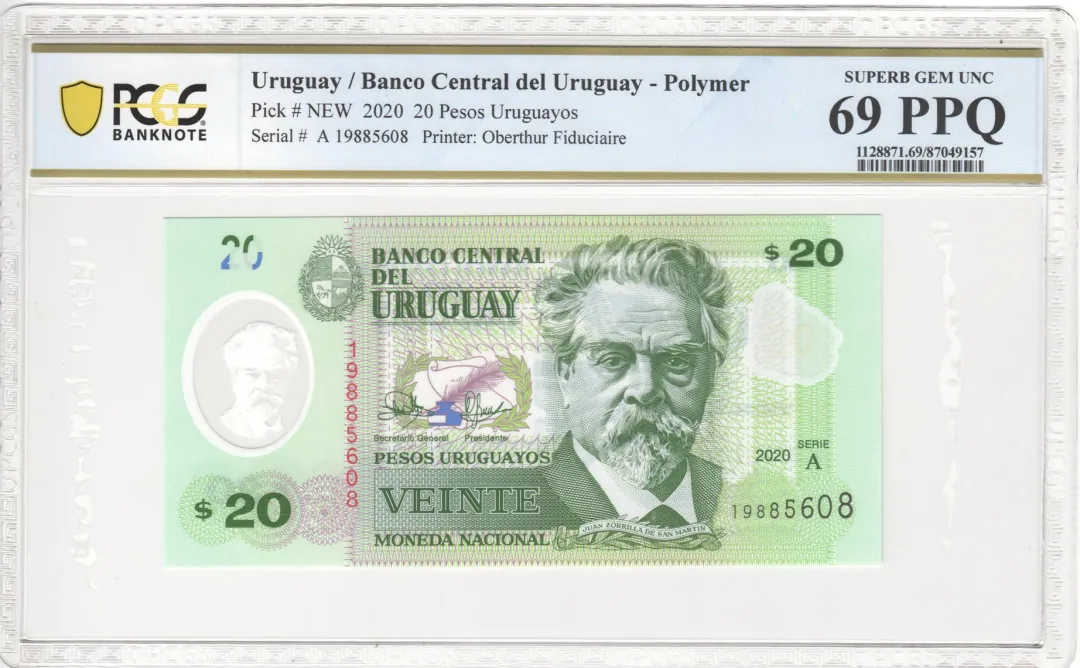 PCGS
BANKNOTE
Uruguay / Banco Central del Uruguay - Polymer
Pick # NEW 2020 20 Pesos Uruguayos
Serial # A 19885608 Printer: Oberthur Fiduciaire
SUPERB GEM UNC
69 PPQ
1128871.69/87049157
20
BANCO CENTRAL
DEL
URUGUAY
$ 20
19885608
Secretario General Presidente
PESOS URUGUAYOS
VEINTE
MONEDA NACIONAL
$ 20
JUAN ZORRILLA DE SAN MARTIN
2020 SERIE
A
19885608